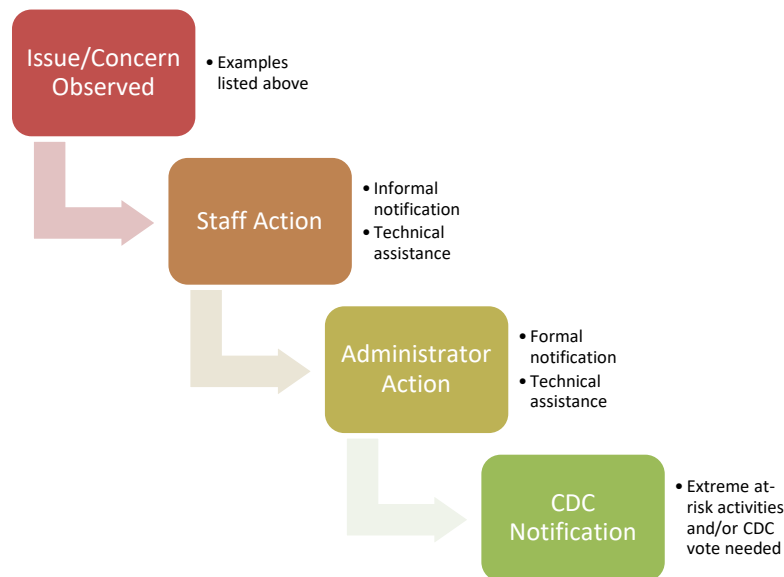 Issue/Concern
Observed
• Examples
listed above
Staff Action
• Informal
notification
• Technical
assistance
Administrator
Action
• Formal
notification
• Technical
assistance
CDC
Notification
• Extreme at-
risk activities
and/or CDC
vote needed